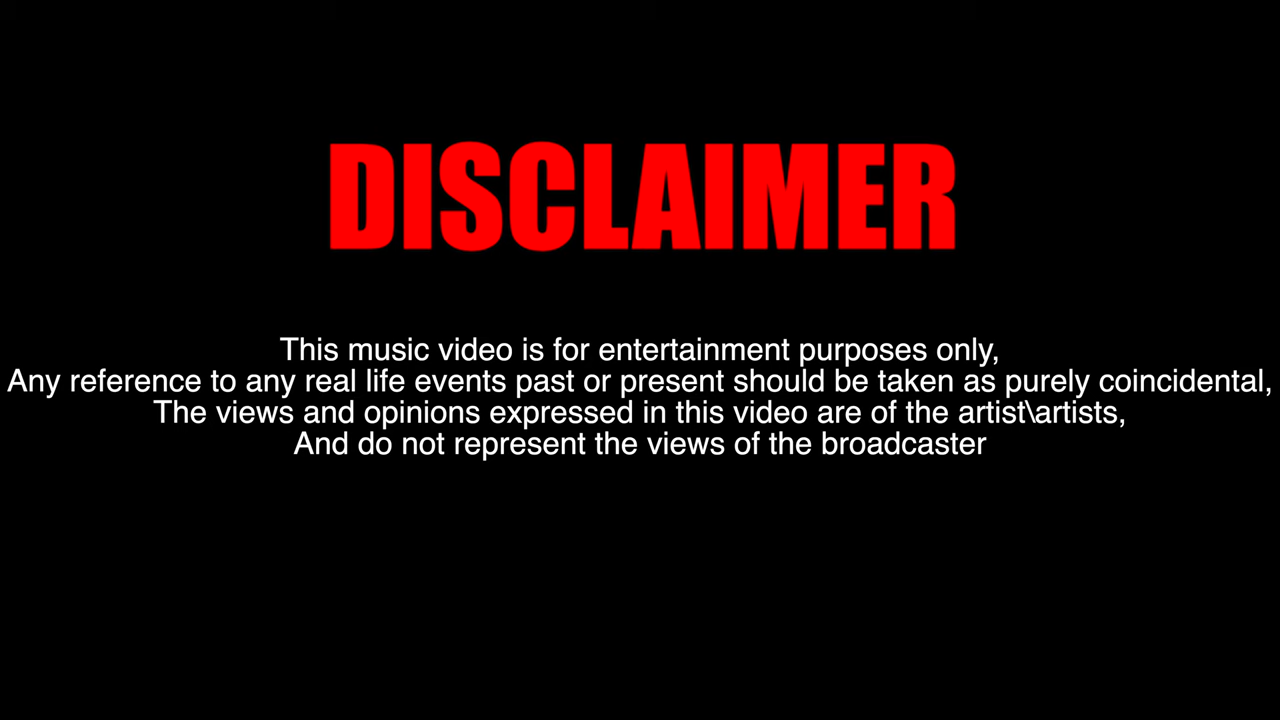 DISCLAIMER
This music video is for entertainment purposes only,
Any reference to any real life events past or present should be taken as purely coincidental,
The views and opinions expressed in this video are of the artist\artists,
And do not represent the views of the broadcaster